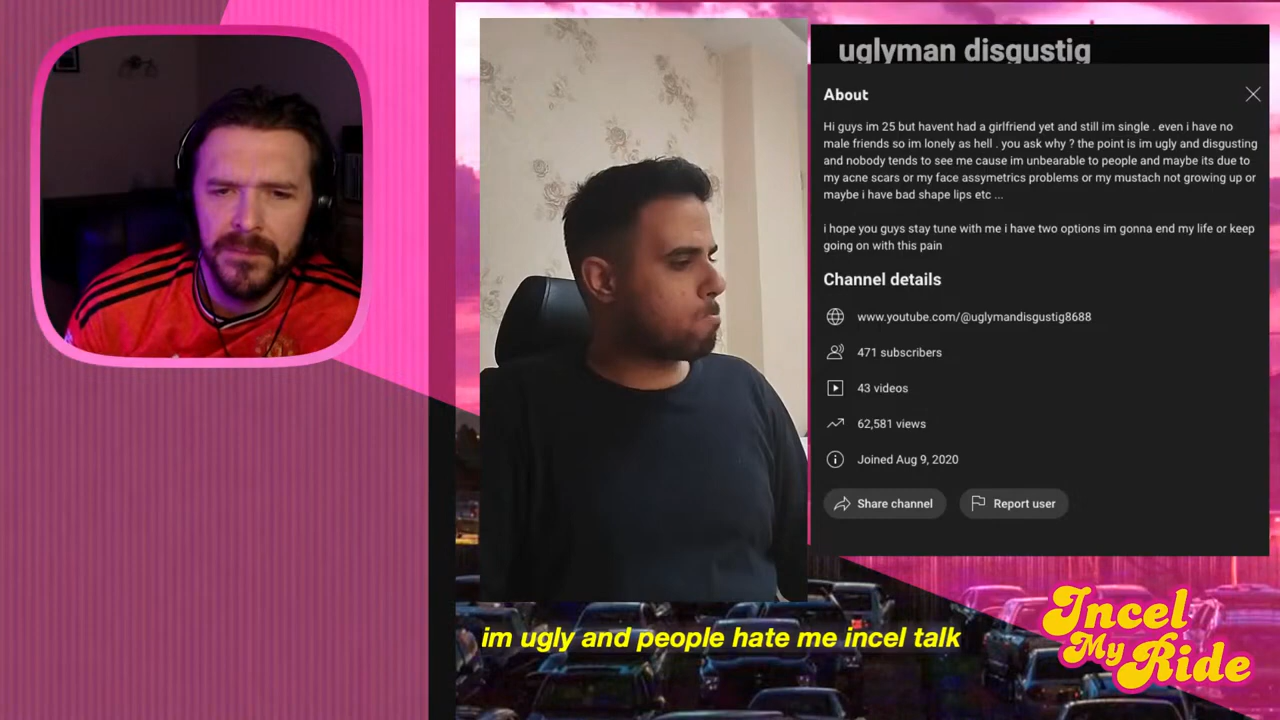 uglyman disgustig
About
Hi guys im 25 but havent had a girlfriend yet and still im single . even i have no
male friends so im lonely as hell . you ask why ? the point is im ugly and disgusting
and nobody tends to see me cause im unbearable to people and maybe its due to
my acne scars or my face assymetrics problems or my mustach not growing up or
maybe i have bad shape lips etc ...
i hope you guys stay tune with me i have two options im gonna end my life or keep
going on with this pain
Channel details
www.youtube.com/@uglymandisgustig8688
471 subscribers
43 videos
62,581 views
Joined Aug 9, 2020
Share channel
Report user
im ugly and people hate me incel talk
Incel
My
Ride